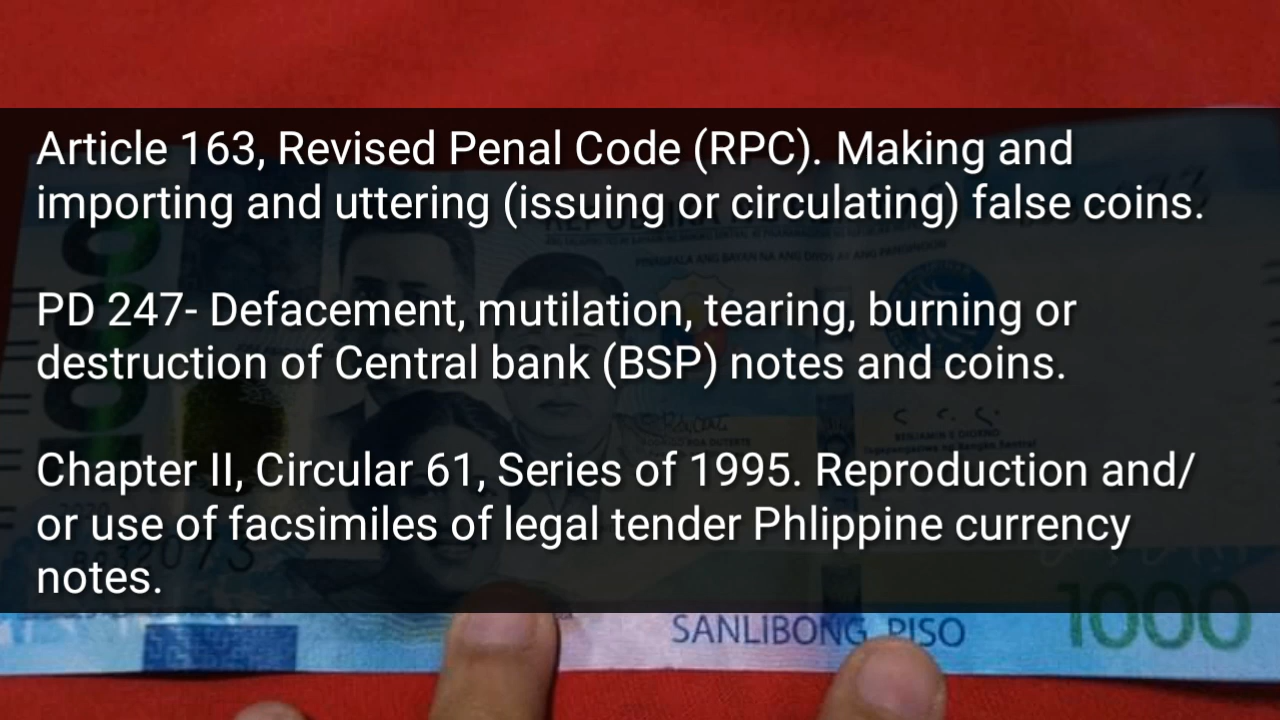 Article 163, Revised Penal Code (RPC). Making and
importing and uttering (issuing or circulating) false coins.
PD 247- Defacement, mutilation, tearing, burning or
destruction of Central bank (BSP) notes and coins.
Chapter II, Circular 61, Series of 1995. Reproduction and/
or use of facsimiles of legal tender Phlippine currency
notes.
SANLIBONG PISO
1000
1000